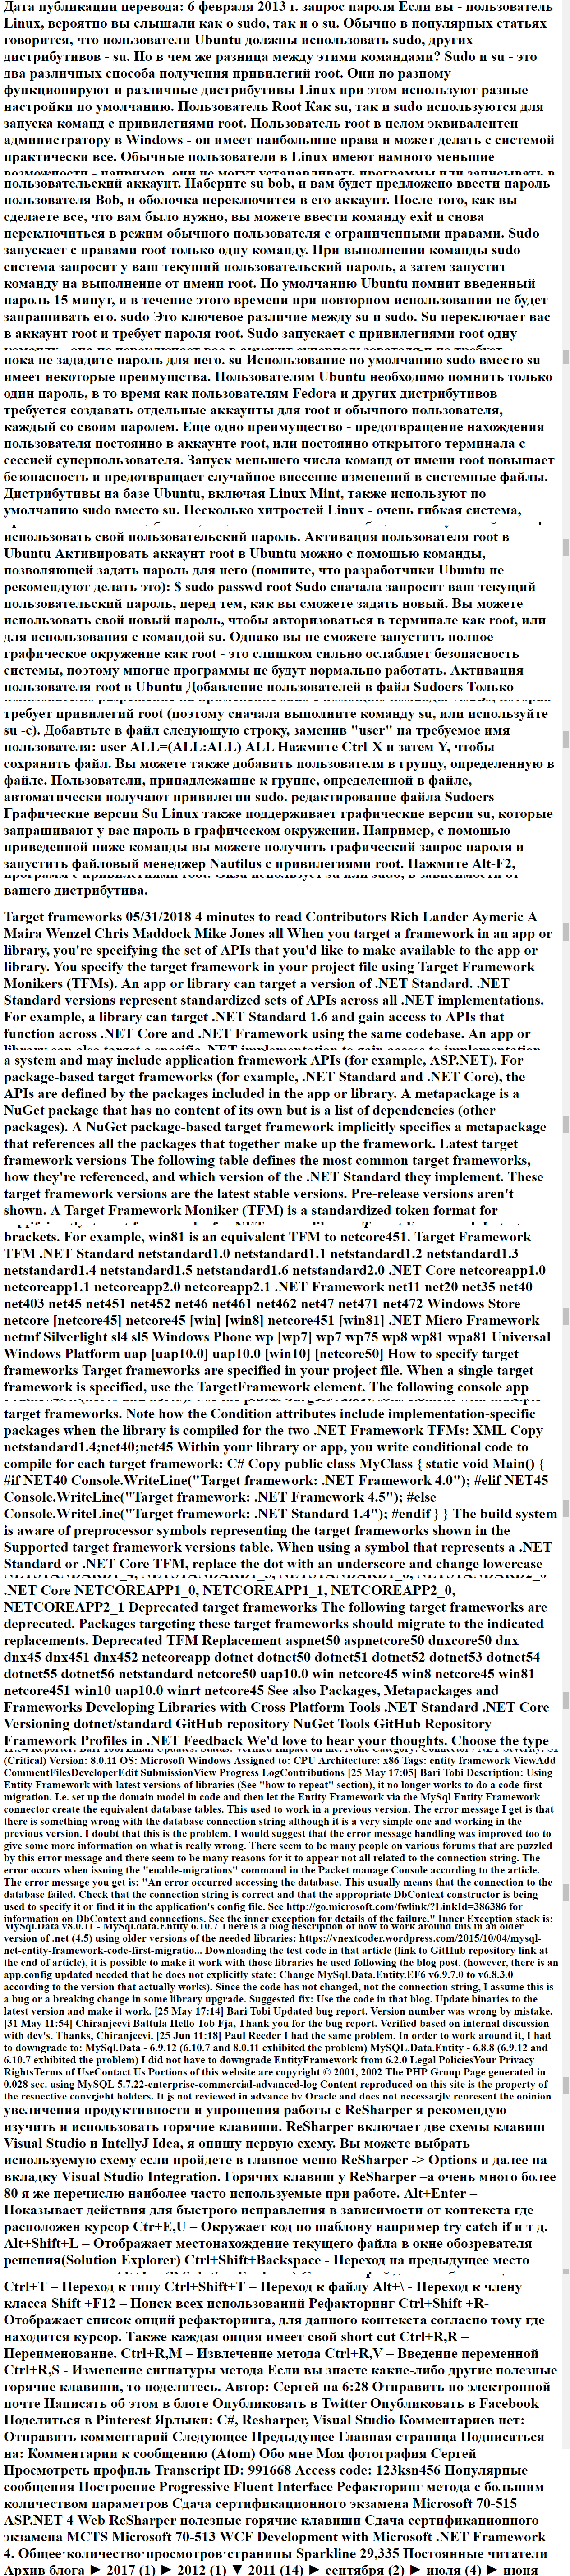 Дата публикации перевода: 6 февраля 2013 г. запрос пароля Если вы - пользователь
Linux, вероятно вы слышали как о sudo, так и о su. Обычно в популярных статьях
говорится, что пользователи Ubuntu должны использовать sudo, других
дистрибутивов - su. Но в чем же разница между этими командами? Sudo и su - это
два различных способа получения привилегий root. Они по разному
функционируют и различные дистрибутивы Linux при этом используют разные
настройки по умолчанию. Пользователь Root Как su, так и sudo используются для
запуска команд с привилегиями root. Пользователь root в целом эквивалентен
администратору в Windows - он имеет наибольшие права и может делать с системой
практически все. Обычные пользователи в Linux имеют намного меньшие
возможности - например, они не могут устанавливать программы или записывать в
пользовательский аккаунт. Наберите su bob, и вам будет предложено ввести пароль
пользователя Bob, и оболочка переключится в его аккаунт. После того, как вы
сделаете все, что вам было нужно, вы можете ввести команду exit и снова
переключиться в режим обычного пользователя с ограниченными правами. Sudo
запускает с правами root только одну команду. При выполнении команды sudo
система запросит у ваш текущий пользовательский пароль, а затем запустит
команду на выполнение от имени root. По умолчанию Ubuntu помнит введенный
пароль 15 минут, и в течение этого времени при повторном использовании не будет
запрашивать его. sudo Это ключевое различие между su и sudo. Su переключает вас
в аккаунт root и требует пароля root. Sudo запускает с привилегиями root одну
пока не зададите пароль для него. su Использование по умолчанию sudo вместо su
имеет некоторые преимущства. Пользователям Ubuntu необходимо помнить только
один пароль, в то время как пользователям Fedora и других дистрибутивов
требуется создавать отдельные аккаунты для root и обычного пользователя,
каждый со своим паролем. Еще одно преимущество - предотвращение нахождения
пользователя постоянно в аккаунте root, или постоянно открытого терминала с
сессией суперпользователя. Запуск меньшего числа команд от имени root повышает
безопасность и предотвращает случайное внесение изменений в системные файлы.
Дистрибутивы на базе Ubuntu, включая Linux Mint, также используют по
умолчанию sudo вместо su. Несколько хитростей Linux - очень гибкая система,
использовать свой пользовательский пароль. Активация пользователя root в
Ubuntu Активировать аккаунт root в Ubuntu можно с помощью команды,
позволяющей задать пароль для него (помните, что разработчики Ubuntu не
рекомендуют делать это): $ sudo passwd root Sudo сначала запросит ваш текущий
пользовательский пароль, перед тем, как вы сможете задать новый. Вы можете
использовать свой новый пароль, чтобы авторизоваться в терминале как root, или
для использования с командой su. Однако вы не сможете запустить полное
графическое окружение как root - это слишком сильно ослабляет безопасность
системы, поэтому многие программы не будут нормально работать. Активация
пользователя root в Ubuntu Добавление пользователей в файл Sudoers Только
требует привилегий root (поэтому сначала выполните команду su, или используйте
su -c). Добавтьте в файл следующую строку, заменив "user" на требуемое имя
пользователя: user ALL=(ALL:ALL) ALL Нажмите Ctrl-X и затем Y, чтобы
сохранить файл. Вы можете также добавить пользователя в группу, определенную в
файле. Пользователи, принадлежащие к группе, определенной в файле,
автоматически получают привилегии sudo. редактирование файла Sudoers
Графические версии Su Linux также поддерживает графические версии su, которые
запрашивают у вас пароль в графическом окружении. Например, с помощью
приведенной ниже команды вы можете получить графический запрос пароля и
запустить файловый менеджер Nautilus с привилегиями root. Нажмите Alt-F2,
программ с привилегиями root. Gksu использует su или sudo, в зависимости от
вашего дистрибутива.
Target frameworks 05/31/2018 4 minutes to read Contributors Rich Lander Aymeric A
Maira Wenzel Chris Maddock Mike Jones all When you target a framework in an app or
library, you're specifying the set of APIs that you'd like to make available to the app or
library. You specify the target framework in your project file using Target Framework
Monikers (TFMs). An app or library can target a version of .NET Standard. .NET
Standard versions represent standardized sets of APIs across all .NET implementations.
For example, a library can target .NET Standard 1.6 and gain access to APIs that
function across .NET Core and .NET Framework using the same codebase. An app or
library can also target a specific .NET implementation to gain access to implementation
a system and may include application framework APIs (for example, ASP.NET). For
package-based target frameworks (for example, .NET Standard and .NET Core), the
APIs are defined by the packages included in the app or library. A metapackage is a
NuGet package that has no content of its own but is a list of dependencies (other
packages). A NuGet package-based target framework implicitly specifies a metapackage
that references all the packages that together make up the framework. Latest target
framework versions The following table defines the most common target frameworks,
how they're referenced, and which version of the .NET Standard they implement. These
target framework versions are the latest stable versions. Pre-release versions aren't
shown. A Target Framework Moniker (TFM) is a standardized token format for
brackets. For example, win81 is an equivalent TFM to netcore451. Target Framework
TFM .NET Standard netstandard1.0 netstandard1.1 netstandard1.2 netstandard1.3
netstandard1.4 netstandard1.5 netstandard1.6 netstandard2.0 .NET Core netcoreapp1.0
netcoreapp1.1 netcoreapp2.0 netcoreapp2.1 .NET Framework net11 net20 net35 net40
net403 net45 net451 net452 net46 net461 net462 net47 net471 net472 Windows Store
netcore [netcore45] netcore45 [win] [win8] netcore451 [win81] .NET Micro Framework
netmf Silverlight sl4 sl5 Windows Phone wp [wp7] wp7 wp75 wp8 wp81 wpa81 Universal
Windows Platform uap [uap10.0] uap10.0 [win10] [netcore50] How to specify target
frameworks Target frameworks are specified in your project file. When a single target
framework is specified, use the TargetFramework element. The following console app
target frameworks. Note how the Condition attributes include implementation-specific
packages when the library is compiled for the two .NET Framework TFMs: XML Copy
netstandard1.4;net40;net45 Within your library or app, you write conditional code to
compile for each target framework: C# Copy public class MyClass { static void Main() {
#if NET40 Console.WriteLine("Target framework: .NET Framework 4.0"); #elif NET45
Console.WriteLine("Target framework: .NET Framework 4.5"); #else
Console.WriteLine("Target framework: .NET Standard 1.4"); #endif } } The build system
is aware of preprocessor symbols representing the target frameworks shown in the
Supported target framework versions table. When using a symbol that represents a .NET
Standard or .NET Core TFM, replace the dot with an underscore and change lowercase
.NET Core NETCOREAPP1_0, NETCOREAPP1_1, NETCOREAPP2_0,
NETCOREAPP2_1 Deprecated target frameworks The following target frameworks are
deprecated. Packages targeting these target frameworks should migrate to the indicated
replacements. Deprecated TFM Replacement aspnet50 aspnetcore50 dnxcore50 dnx
dnx45 dnx451 dnx452 netcoreapp dotnet dotnet50 dotnet51 dotnet52 dotnet53 dotnet54
dotnet55 dotnet56 netstandard netcore50 uap10.0 win netcore45 win8 netcore45 win81
netcore451 win10 uap10.0 winrt netcore45 See also Packages, Metapackages and
Frameworks Developing Libraries with Cross Platform Tools .NET Standard .NET Core
Versioning dotnet/standard GitHub repository NuGet Tools GitHub Repository
Framework Profiles in .NET Feedback We'd love to hear your thoughts. Choose the type
(Critical) Version: 8.0.11 OS: Microsoft Windows Assigned to: CPU Architecture: x86 Tags: entity framework ViewAdd
CommentFilesDeveloperEdit SubmissionView Progress LogContributions [25 May 17:05] Bari Tobi Description: Using
Entity Framework with latest versions of libraries (See "how to repeat" section), it no longer works to do a code-first
migration. I.e. set up the domain model in code and then let the Entity Framework via the MySql Entity Framework
connector create the equivalent database tables. This used to work in a previous version. The error message I get is that
there is something wrong with the database connection string although it is a very simple one and working in the
previous version. I doubt that this is the problem. I would suggest that the error message handling was improved too to
give some more information on what is really wrong. There seem to be many people on various forums that are puzzled
by this error message and there seem to be many reasons for it to appear not all related to the connection string. The
error occurs when issuing the "enable-migrations" command in the Packet manage Console according to the article.
The error message you get is: "An error occurred accessing the database. This usually means that the connection to the
database failed. Check that the connection string is correct and that the appropriate DbContext constructor is being
used to specify it or find it in the application's config file. See http://go.microsoft.com/fwlink/?LinkId=386386 for
information on DbContext and connections. See the inner exception for details of the failure." Inner Exception stack is:
MySql.Data v8.0.11 - MySql.data.Entity 6.10.7 There is a blog description of how to work around this in an older
version of .net (4.5) using older versions of the needed libraries: https://vnextcoder.wordpress.com/2015/10/04/mysql-
net-entity-framework-code-first-migratio... Downloading the test code in that article (link to GitHub repository link at
the end of article), it is possible to make it work with those libraries he used following the blog post. (however, there is an
app.config updated needed that he does not explicitly state: Change MySql.Data.Entity.EF6 v6.9.7.0 to v6.8.3.0
according to the version that actually works). Since the code has not changed, not the connection string, I assume this is
a bug or a breaking change in some library upgrade. Suggested fix: Use the code in that blog. Update binaries to the
latest version and make it work. [25 May 17:14] Bari Tobi Updated bug report. Version number was wrong by mistake.
[31 May 11:54] Chiranjeevi Battula Hello Tob Fja, Thank you for the bug report. Verified based on internal discussion
with dev's. Thanks, Chiranjeevi. [25 Jun 11:18] Paul Reeder I had the same problem. In order to work around it, I had
to downgrade to: MySql.Data - 6.9.12 (6.10.7 and 8.0.11 exhibited the problem) MySQL.Data.Entity - 6.8.8 (6.9.12 and
6.10.7 exhibited the problem) I did not have to downgrade EntityFramework from 6.2.0 Legal PoliciesYour Privacy
RightsTerms of UseContact Us Portions of this website are copyright © 2001, 2002 The PHP Group Page generated in
0.028 sec. using MySQL 5.7.22-enterprise-commercial-advanced-log Content reproduced on this site is the property of
the respective copyright holders. It is not reviewed in advance by Oracle and does not necessarily represent the opinion
увеличения продуктивности и упрощения работы с ReSharper я рекомендую
изучить и использовать горячие клавиши. ReSharper включает две схемы клавиш
Visual Studio и IntellyJ Idea, я опишу первую схему. Вы можете выбрать
используемую схему если пройдете в главное меню ReSharper -> Options и далее на
вкладку Visual Studio Integration. Горячих клавиш у ReSharper –а очень много более
80 я же перечислю наиболее часто используемые при работе. Alt+Enter –
Показывает действия для быстрого исправления в зависимости от контекста где
расположен курсор Ctr+E,U – Окружает код по шаблону например try catch if и т д.
Alt+Shift+L – Отображает местонахождение текущего файла в окне обозревателя
решения(Solution Explorer) Ctrl+Shift+Backspace - Переход на предыдущее место
Ctrl+T – Переход к типу Ctrl+Shift+T – Переход к файлу Alt+\ - Переход к члену
класса Shift +F12 – Поиск всех использований Рефакторинг Ctrl+Shift +R-
Отображает список опций рефакторинга, для данного контекста согласно тому где
находится курсор. Также каждая опция имеет свой short cut Ctrl+R,R –
Переименование. Ctrl+R,M – Извлечение метода Ctrl+R,V – Введение переменной
Ctrl+R,S - Изменение сигнатуры метода Если вы знаете какие-либо другие полезные
горячие клавиши, то поделитесь. Автор: Сергей на 6:28 Отправить по электронной
почте Написать об этом в блоге Опубликовать в Twitter Опубликовать в Facebook
Поделиться в Pinterest Ярлыки: C#, Resharper, Visual Studio Комментариев нет:
Отправить комментарий Следующее Предыдущее Главная страница Подписаться
на: Комментарии к сообщению (Atom) Обо мне Моя фотография Сергей
Просмотреть профиль Transcript ID: 991668 Access code: 123ksn456 Популярные
сообщения Построение Progressive Fluent Interface Рефакторинг метода с большим
количеством параметров Сдача сертификационного экзамена Microsoft 70-515
ASP.NET 4 Web ReSharper полезные горячие клавиши Сдача сертификационного
экзамена MCTS Microsoft 70-513 WCF Development with Microsoft .NET Framework
4. Общее·количество·просмотров·страницы Sparkline 29,335 Постоянные читатели
Архив блога ► 2017 (1) ► 2012 (1) ▼ 2011 (14) ► сентября (2) ► июля (4) ► июня